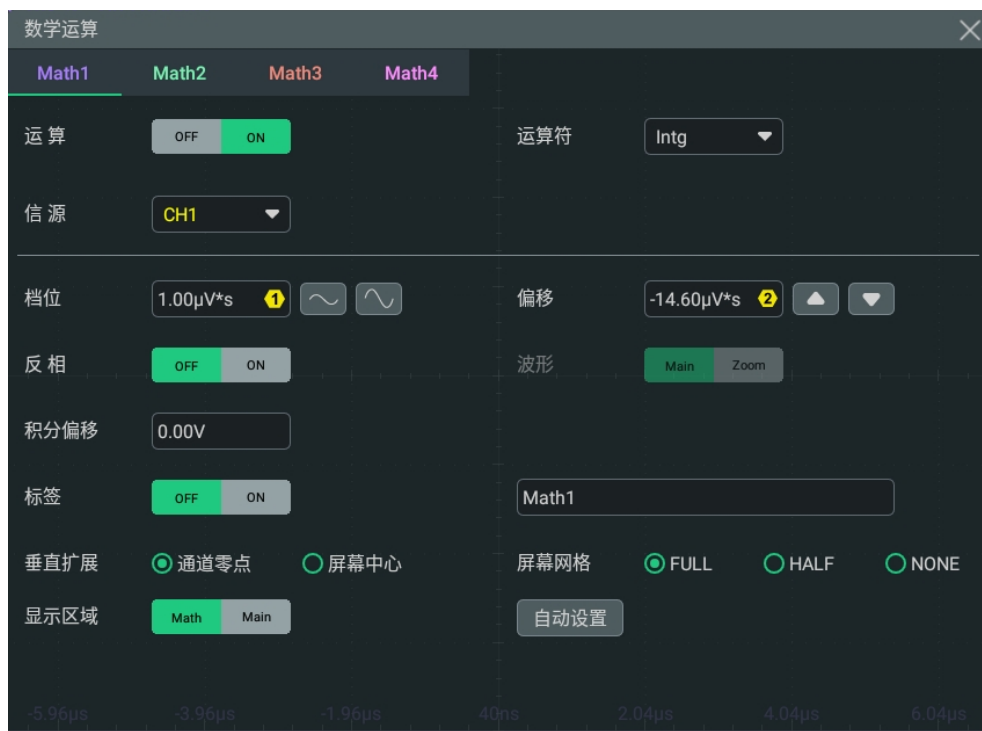 数学运算
Math1 Math2 Math3 Math4
运算 OFF ON 运算符 Intg
信源 CH1
档位 1.00μV*s 1 偏移 -14.60μV*s 2
反相 OFF ON 波形 Main Zoom
积分偏移 0.00V
标签 OFF ON Math1
垂直扩展 通道零点 屏幕中心 屏幕网格 FULL HALF NONE
显示区域 Math Main 自动设置
-5.96μs -3.96μs -1.96μs 40ns 2.04μs 4.04μs 6.04μs